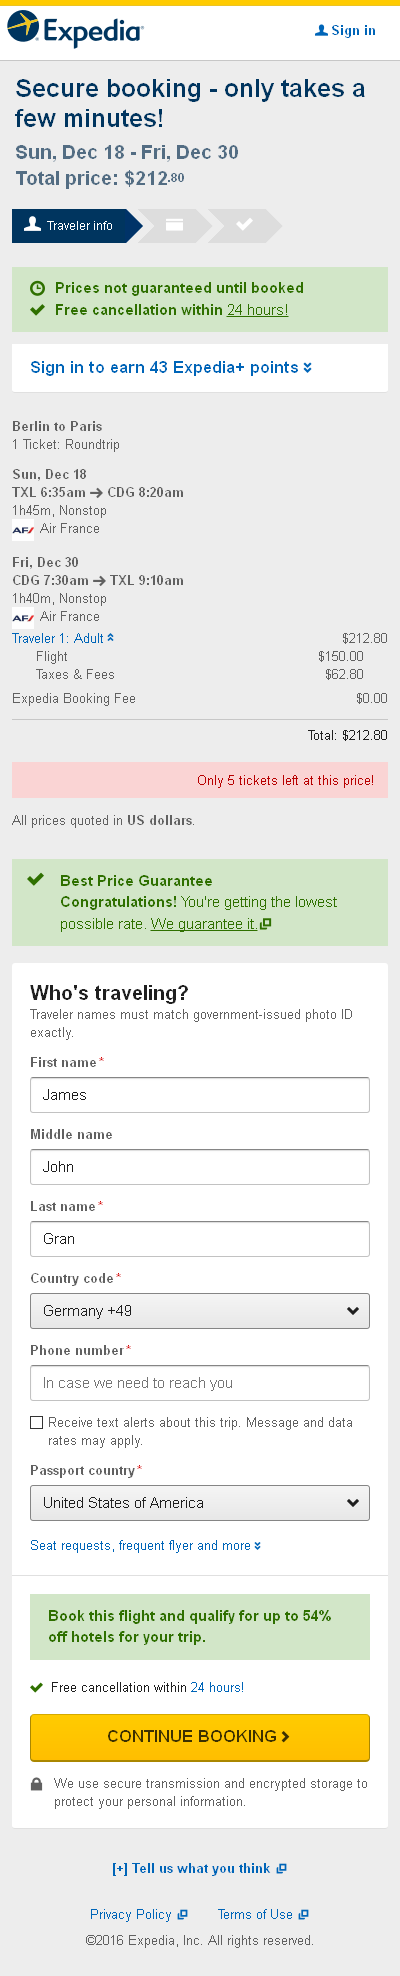 Expedia
Sign in
Secure booking - only takes a
few minutes!
Sun, Dec 18 - Fri, Dec 30
Total price: $212.80
Traveler info
Prices not guaranteed until booked
Free cancellation within 24 hours!
Sign in to earn 43 Expedia+ points
Berlin to Paris
1 Ticket: Roundtrip
Sun, Dec 18
TXL 6:35am → CDG 8:20am
1h45m, Nonstop
AF/ Air France
Fri, Dec 30
CDG 7:30am → TXL 9:10am
1h40m, Nonstop
AF/ Air France
Traveler 1: Adult $212.80
Flight $150.00
Taxes & Fees $62.80
Expedia Booking Fee $0.00
Total: $212.80
Only 5 tickets left at this price!
All prices quoted in US dollars.
Best Price Guarantee
Congratulations! You're getting the lowest
possible rate. We guarantee it.
Who's traveling?
Traveler names must match government-issued photo ID
exactly.
First name*
James
Middle name
John
Last name*
Gran
Country code*
Germany +49
Phone number*
In case we need to reach you
Receive text alerts about this trip. Message and data
rates may apply.
Passport country*
United States of America
Seat requests, frequent flyer and more
Book this flight and qualify for up to 54%
off hotels for your trip.
Free cancellation within 24 hours!
CONTINUE BOOKING
We use secure transmission and encrypted storage to
protect your personal information.
[+] Tell us what you think
Privacy Policy Terms of Use
©2016 Expedia, Inc. All rights reserved.